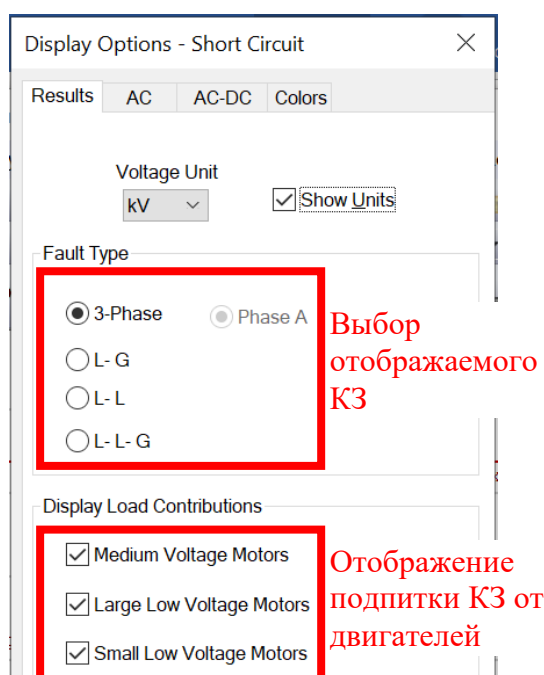 Display Options - Short Circuit
Results AC AC-DC Colors
Voltage Unit
kV
Show Units
Fault Type
3-Phase Phase A
L- G
L- L
L- L- G
Выбор
отображаемого
КЗ
Display Load Contributions
Medium Voltage Motors
Large Low Voltage Motors
Small Low Voltage Motors
Отображение
подпитки КЗ от
двигателей